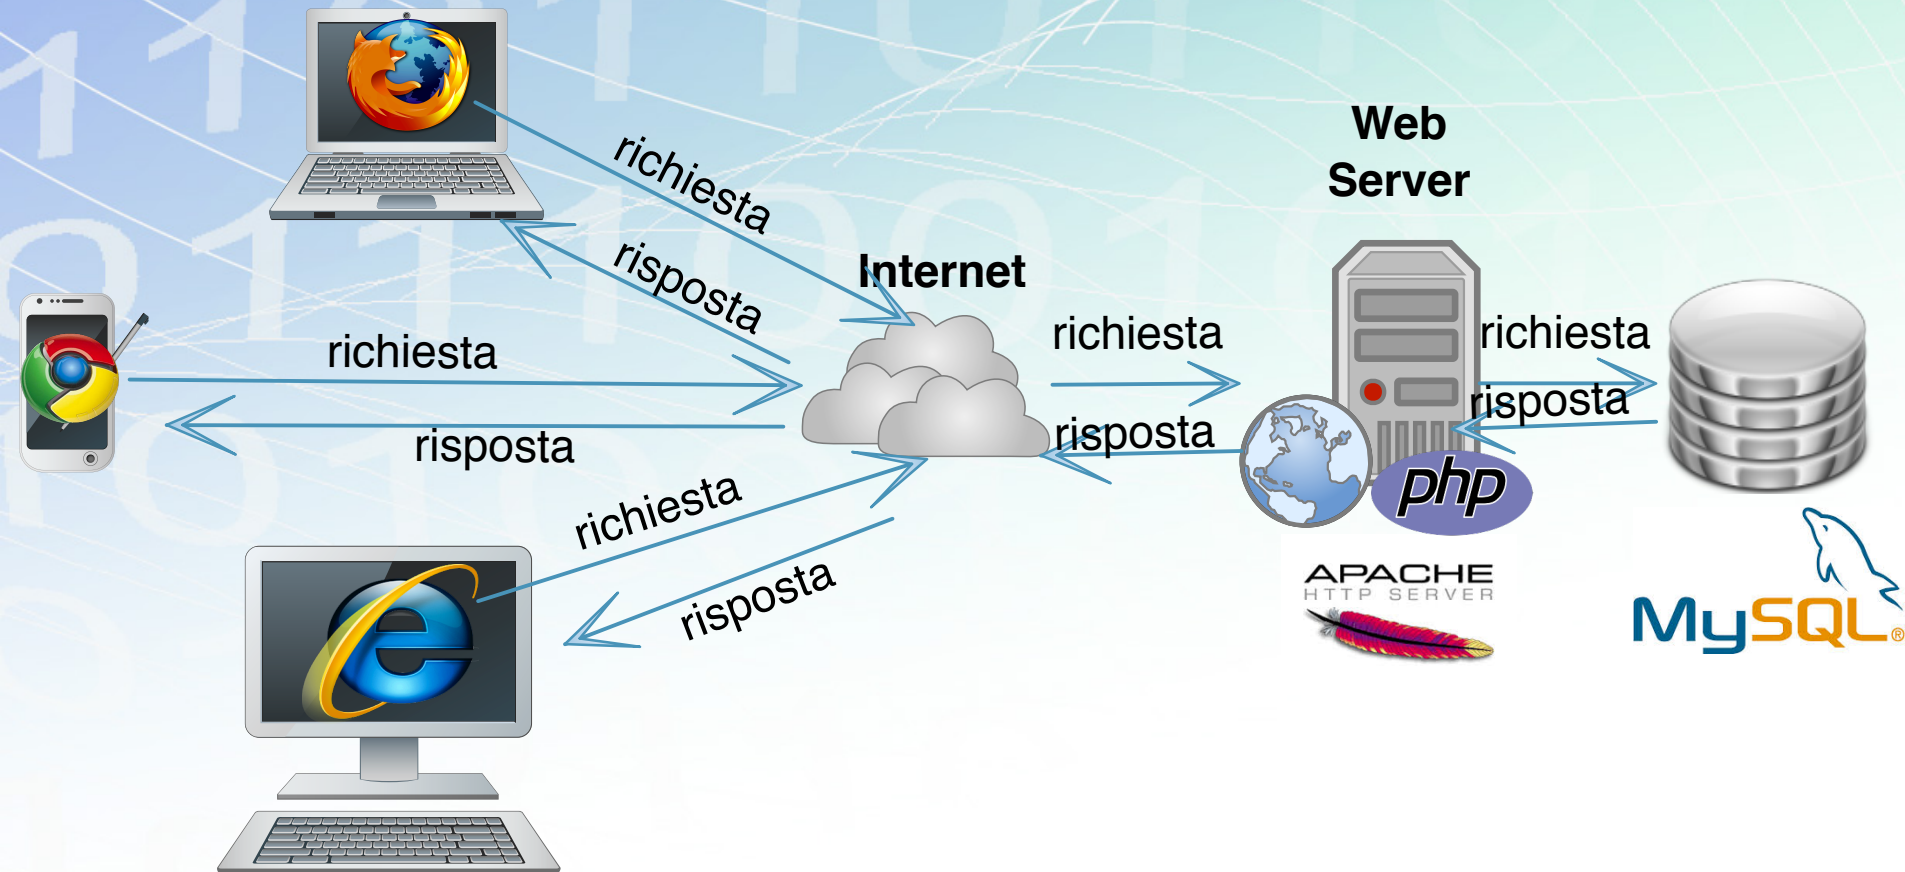 richiesta
risposta
Internet
richiesta
risposta
richiesta
risposta
richiesta
risposta
Web
Server
richiesta
risposta
php
APACHE
HTTP SERVER
MySQL®